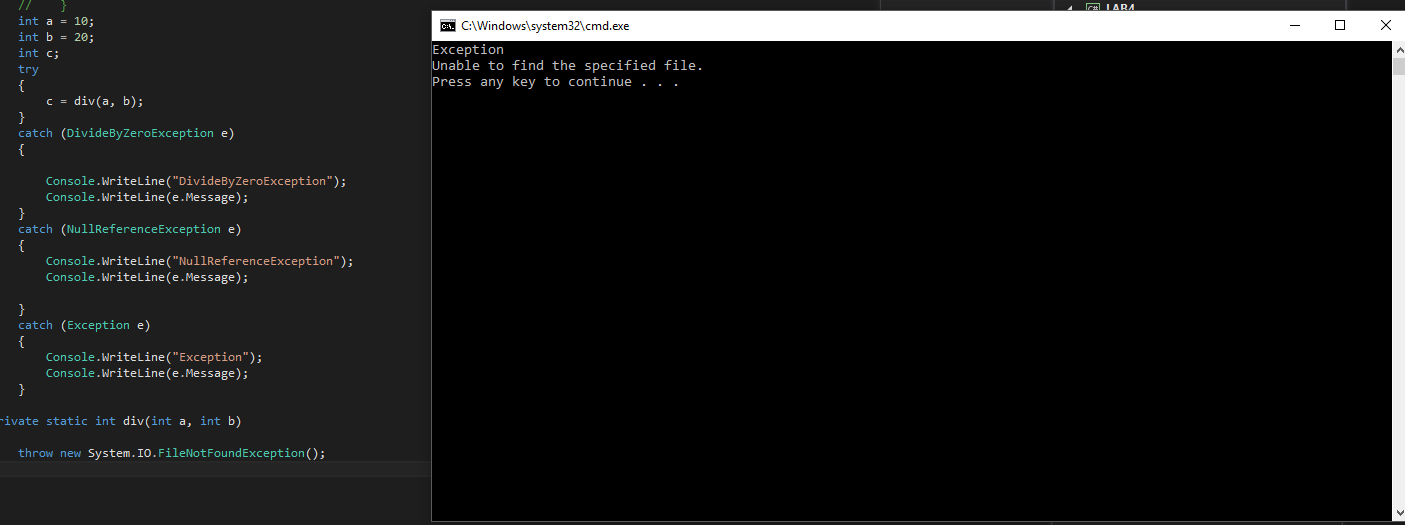 //    }
int a = 10;
int b = 20;
int c;
try
{
c = div(a, b);
}
catch (DivideByZeroException e)
{
Console.WriteLine("DivideByZeroException");
Console.WriteLine(e.Message);
}
catch (NullReferenceException e)
{
Console.WriteLine("NullReferenceException");
Console.WriteLine(e.Message);
}
catch (Exception e)
{
Console.WriteLine("Exception");
Console.WriteLine(e.Message);
}
rivate static int div(int a, int b)
throw new System.IO.FileNotFoundException();
C# LAB4
C:\Windows\system32\cmd.exe
Exception
Unable to find the specified file.
Press any key to continue . . .